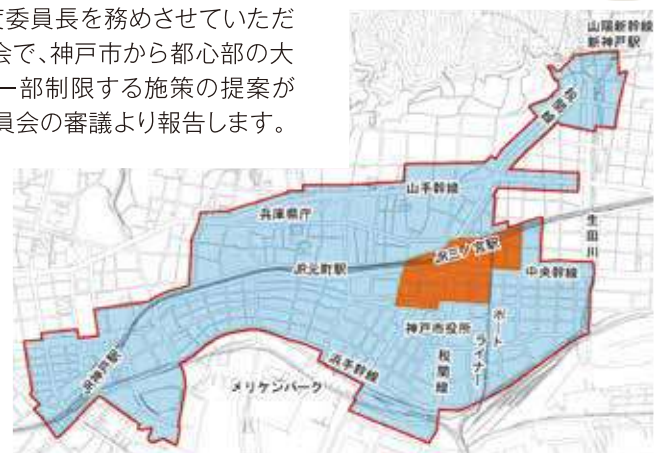 度委員長を務めさせていただ
会で、神戸市から都心部の大
一部制限する施策の提案が
員会の審議より報告します。
山陽新幹線
新神戸駅
山手幹線
兵庫県庁
生田川
JR三ノ宮駅
JR元町駅
中央幹線
神戸市役所
ポートライナー
税関線
浜手幹線
JR神戸駅
メリケンパーク